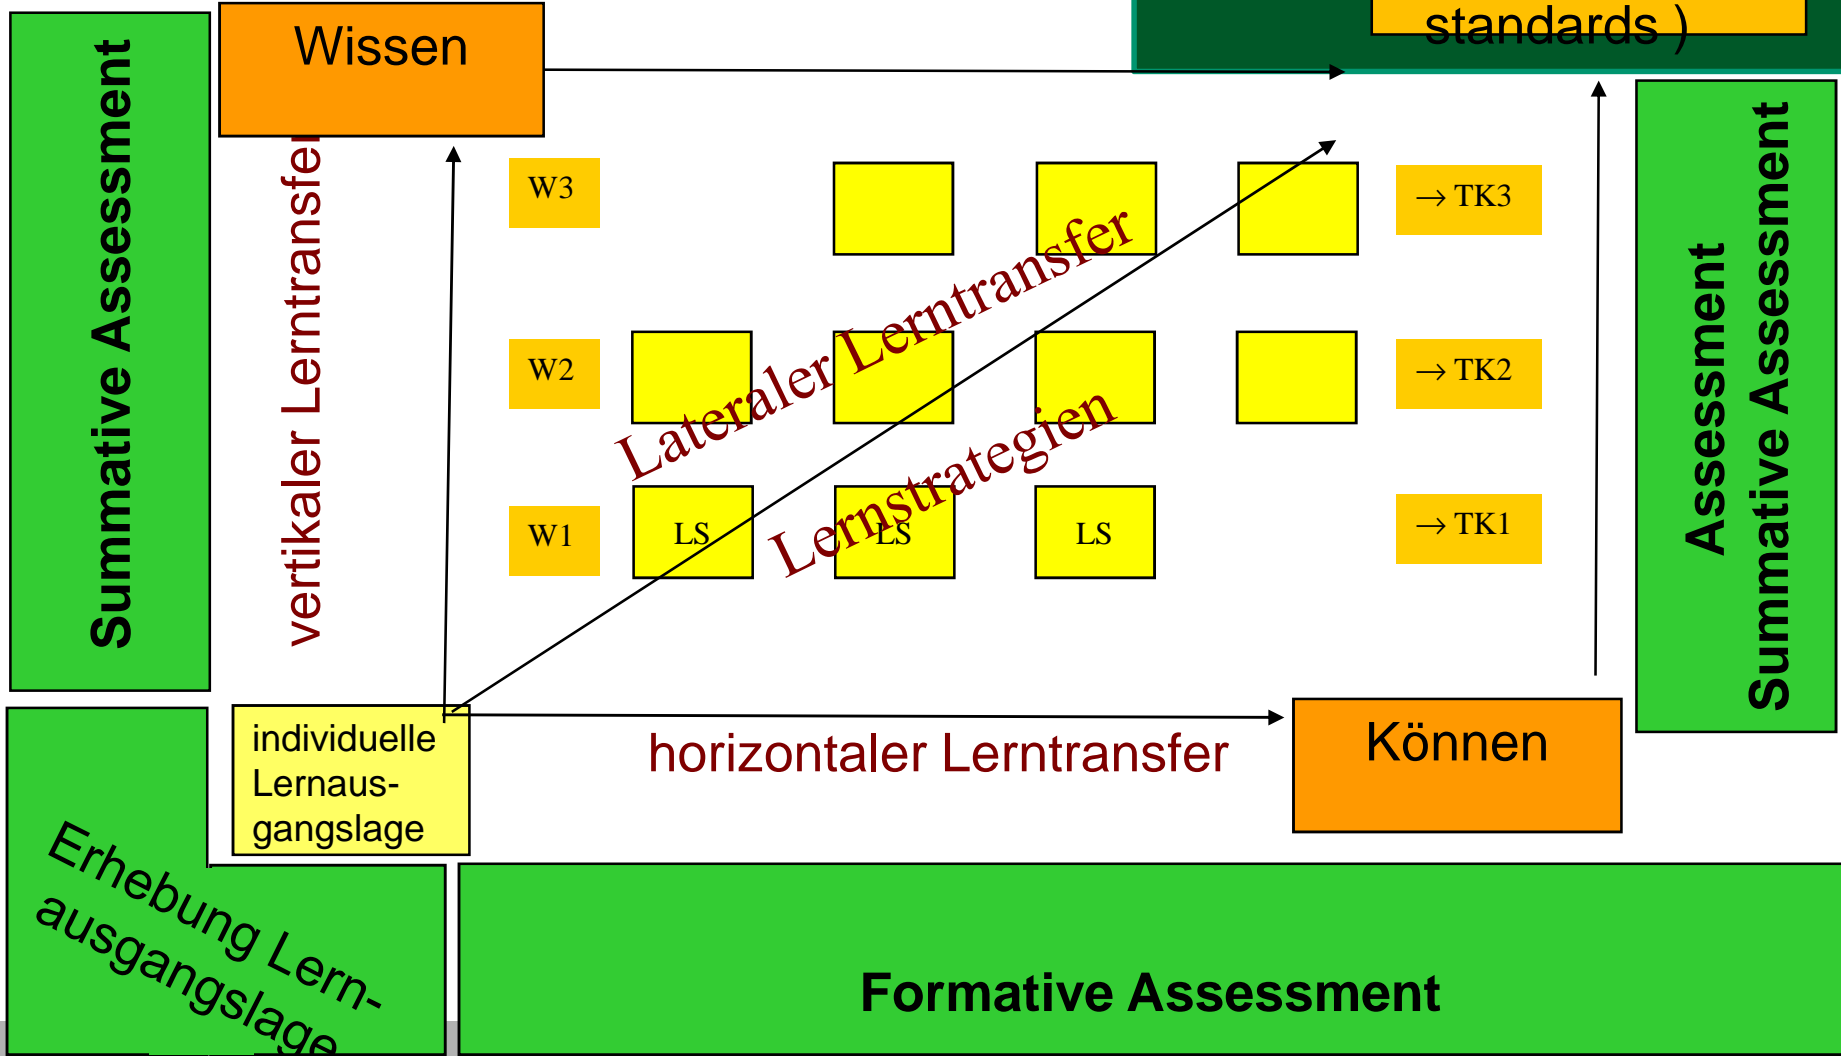 standards )
Wissen
Summative Assessment
vertikaler Lerntransfer
W3
→ TK3
Lateraler Lerntransfer
W2
→ TK2
Lernstrategien
W1
LS
LS
LS
→ TK1
Assessment
Summative Assessment
individuelle
Lernaus-
gangslage
horizontaler Lerntransfer
Können
Erhebung Lern-
ausgangslage
Formative Assessment